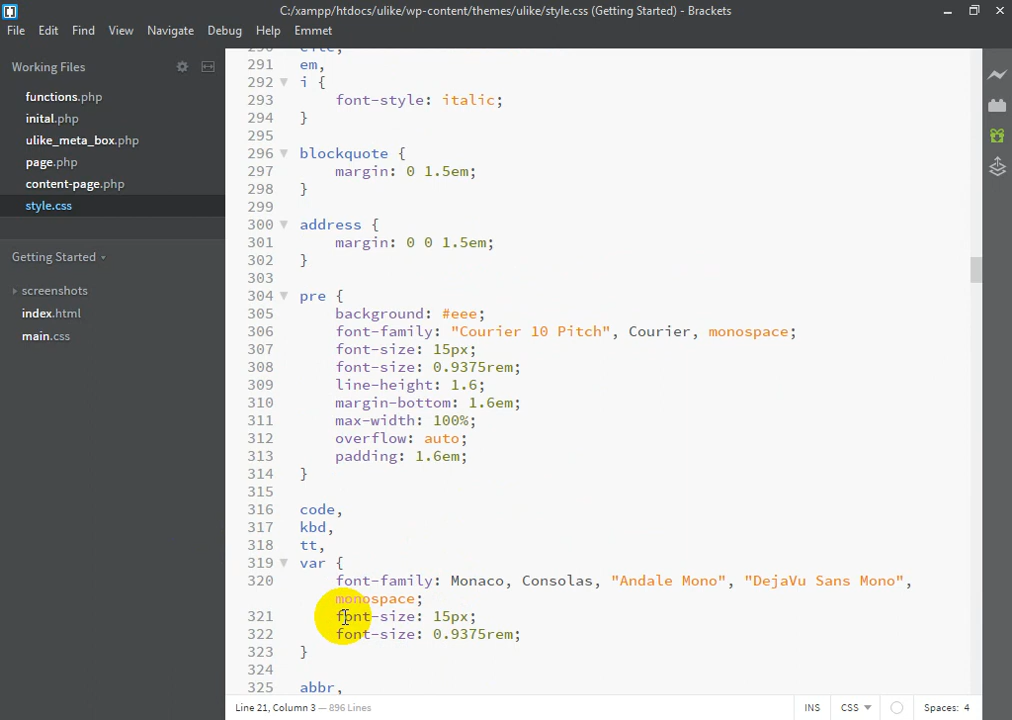 C:/xampp/htdocs/ulike/wp-content/themes/ulike/style.css (Getting Started) - Brackets
File Edit Find View Navigate Debug Help Emmet
Working Files
functions.php
inital.php
ulike_meta_box.php
page.php
content-page.php
style.css
Getting Started
screenshots
index.html
main.css
290 cite,
291 em,
292 i {
293 font-style: italic;
294 }
295
296 blockquote {
297 margin: 0 1.5em;
298 }
299
300 address {
301 margin: 0 0 1.5em;
302 }
303
304 pre {
305 background: #eee;
306 font-family: "Courier 10 Pitch", Courier, monospace;
307 font-size: 15px;
308 font-size: 0.9375rem;
309 line-height: 1.6;
310 margin-bottom: 1.6em;
311 max-width: 100%;
312 overflow: auto;
313 padding: 1.6em;
314 }
315
316 code,
317 kbd,
318 tt,
319 var {
320 font-family: Monaco, Consolas, "Andale Mono", "DejaVu Sans Mono",
monospace;
321 font-size: 15px;
322 font-size: 0.9375rem;
323 }
324
325 abbr,
Line 21, Column 3 — 896 Lines
INS CSS Spaces: 4